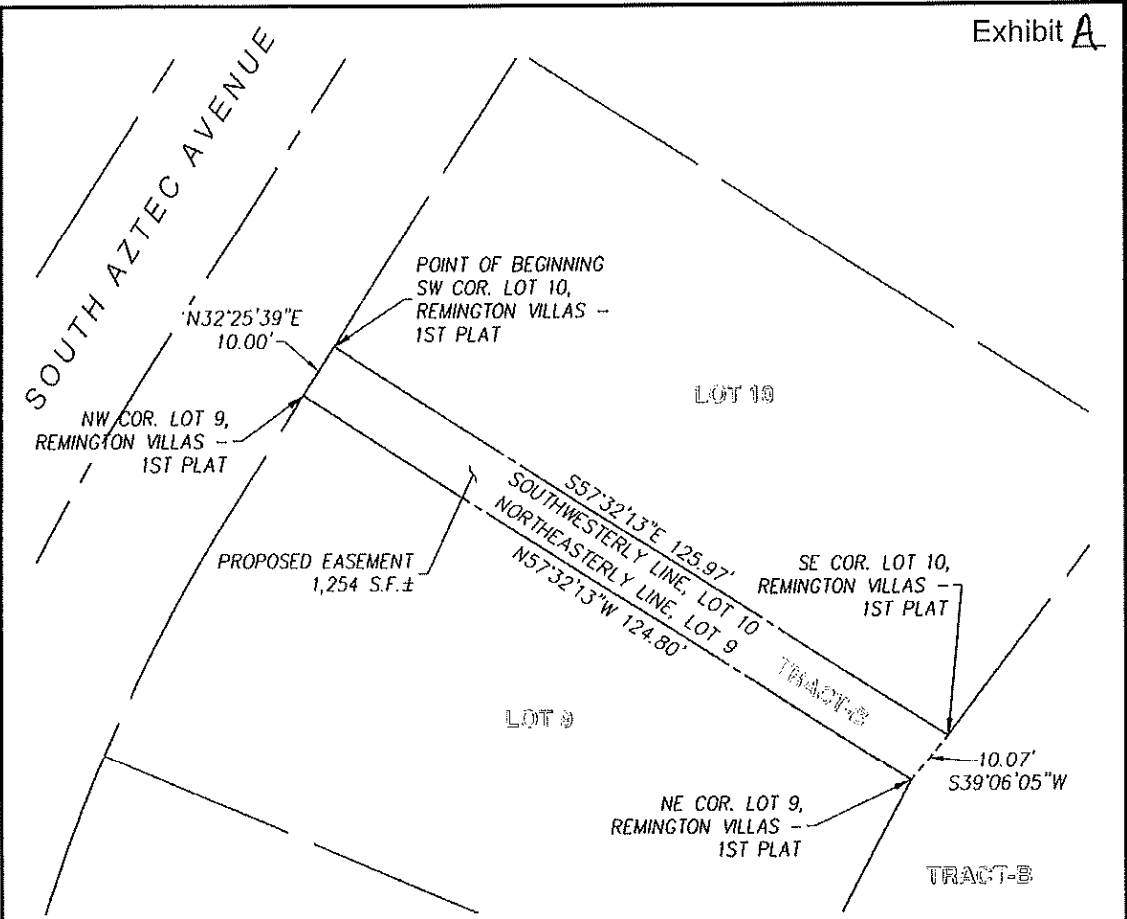 Exhibit A
SOUTH AZTEC AVENUE
POINT OF BEGINNING
SW COR. LOT 10,
REMINGTON VILLAS –
1ST PLAT
N32°25'39"E
10.00'
NW COR. LOT 9,
REMINGTON VILLAS –
1ST PLAT
LOT 10
S57°32'13"E 125.97'
SOUTHWESTERLY LINE, LOT 10
NORTHEASTERLY LINE, LOT 9
N57°32'13"W 124.80'
PROPOSED EASEMENT
1,254 S.F.±
SE COR. LOT 10,
REMINGTON VILLAS –
1ST PLAT
TRACT-C
LOT 9
10.07'
S39°06'05"W
NE COR. LOT 9,
REMINGTON VILLAS –
1ST PLAT
TRACT-B